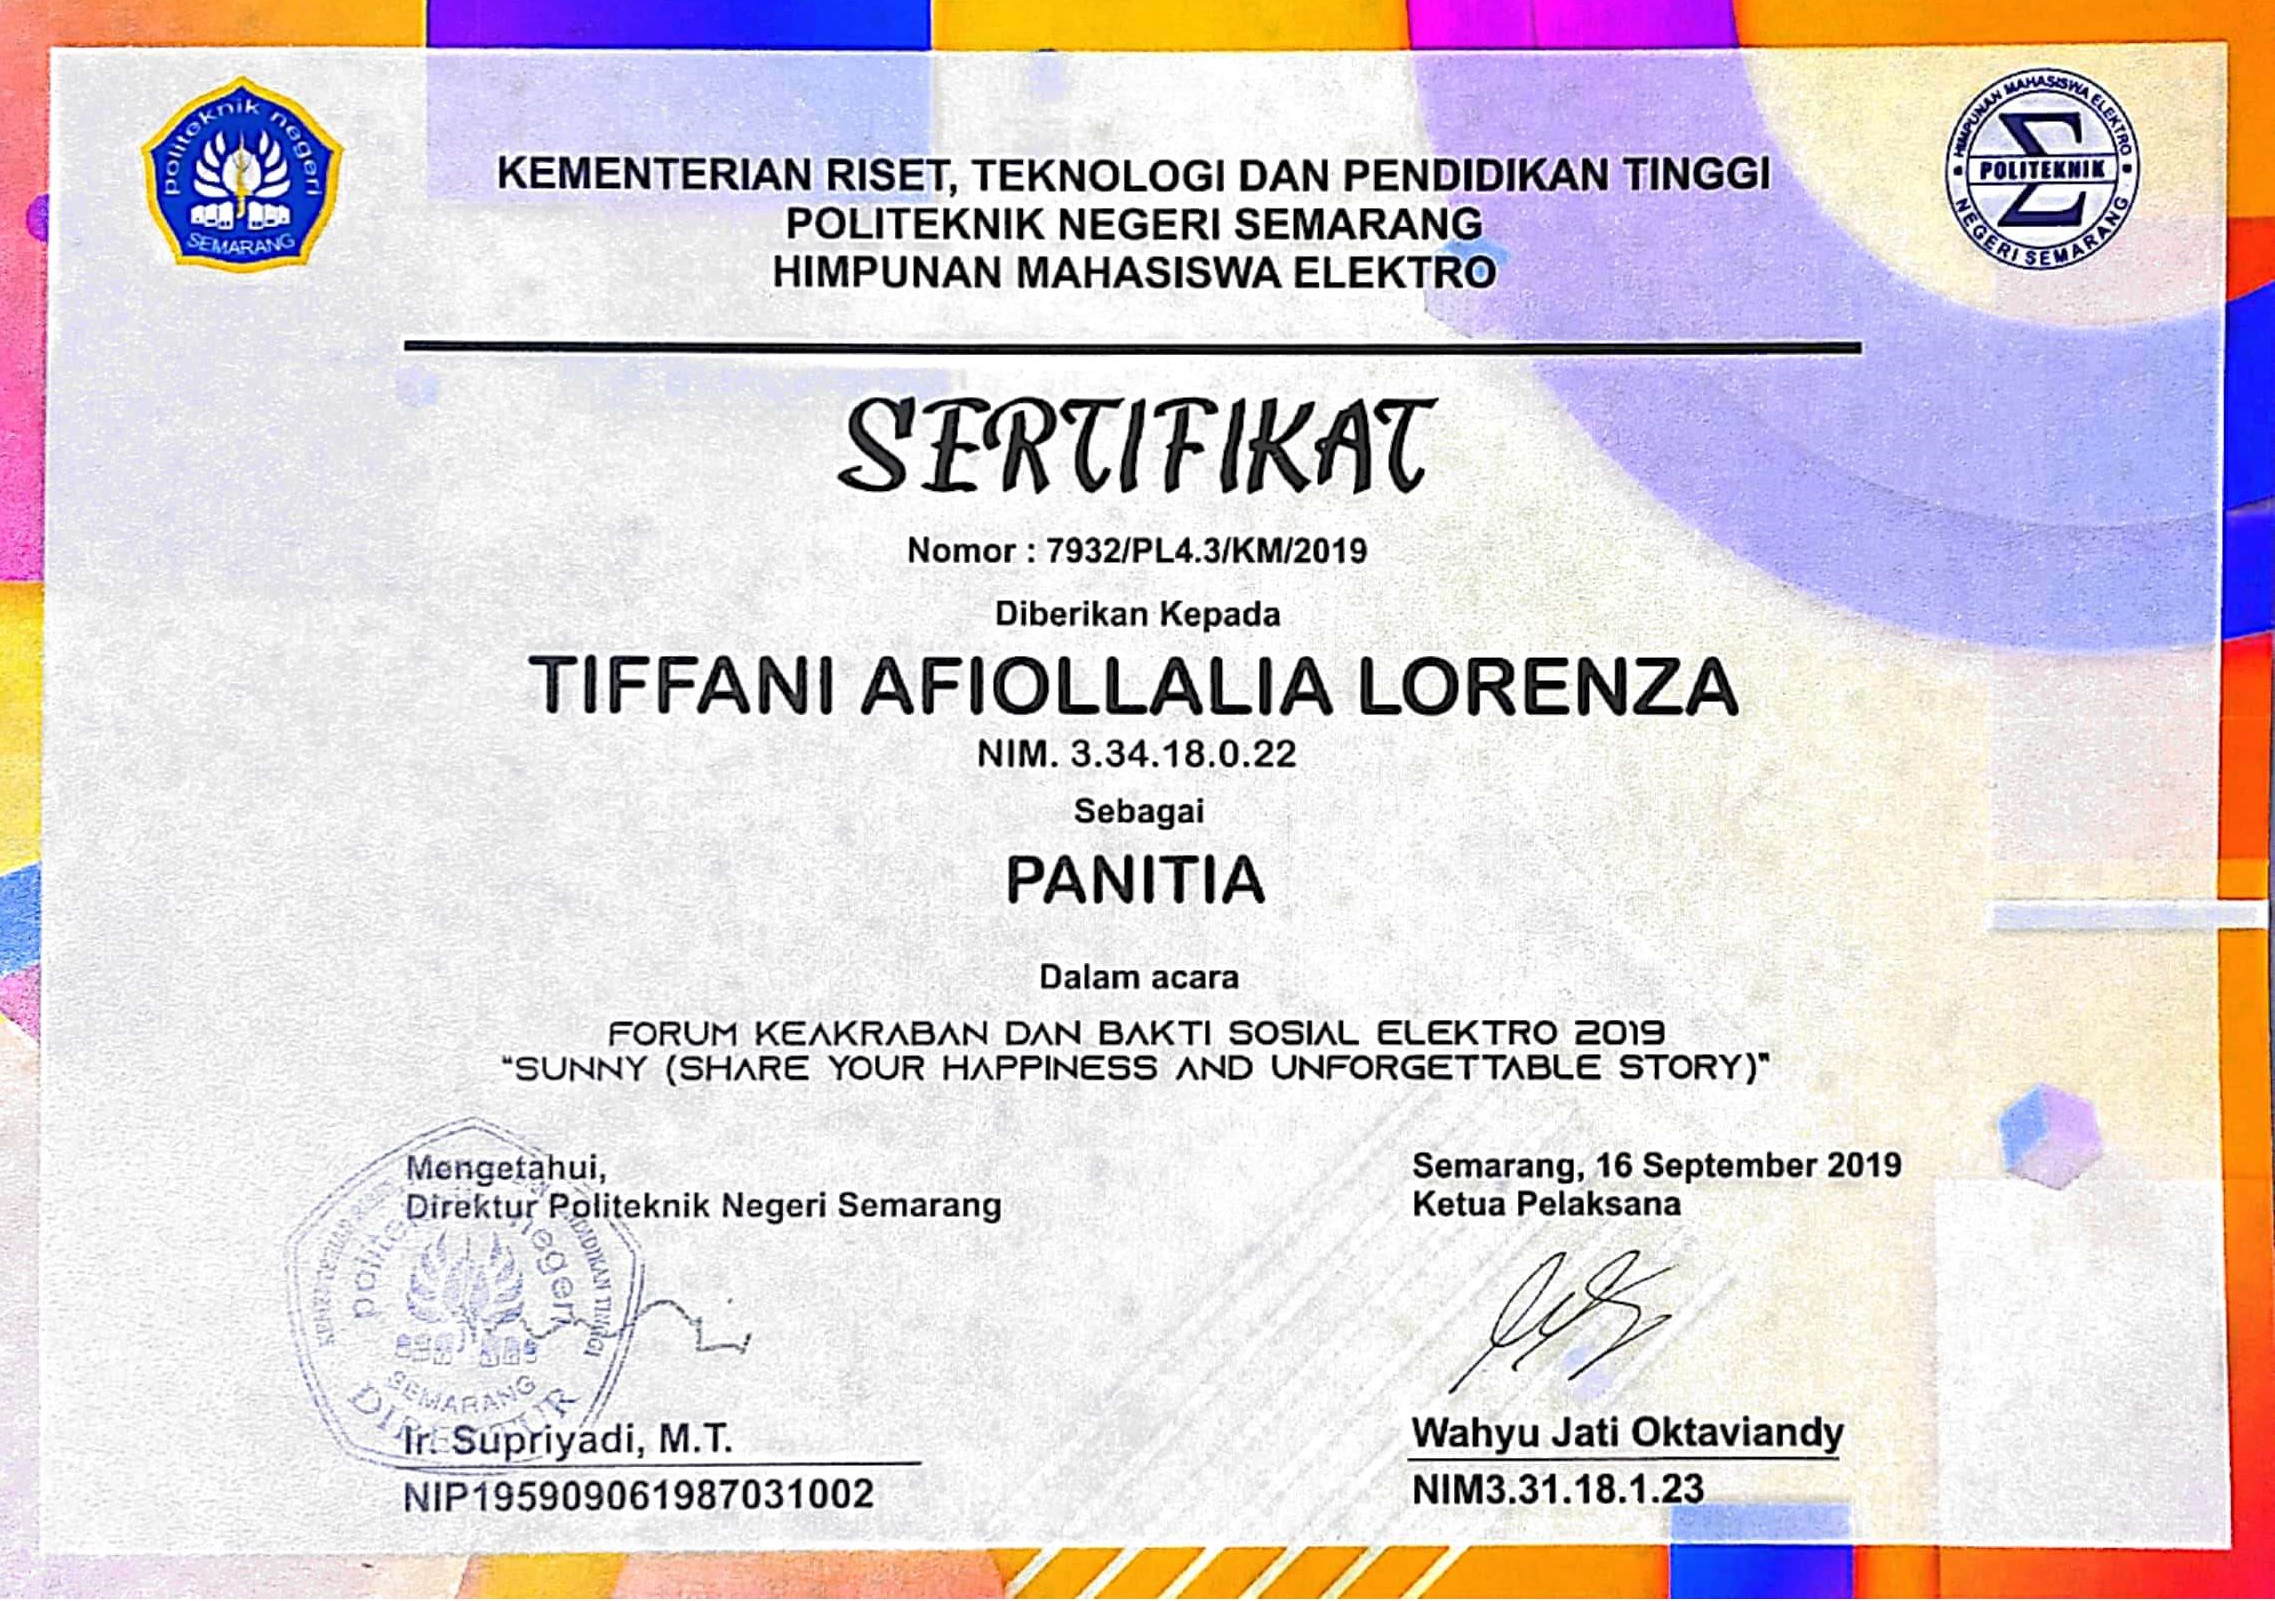 politeknik negeri
SEMARANG
HIMPUNAN MAHASISWA ELEKTRO
POLITEKNIK
NEGERI SEMARANG
KEMENTERIAN RISET, TEKNOLOGI DAN PENDIDIKAN TINGGI
POLITEKNIK NEGERI SEMARANG
HIMPUNAN MAHASISWA ELEKTRO
SERTIFIKAT
Nomor : 7932/PL4.3/KM/2019
Diberikan Kepada
TIFFANI AFIOLLALIA LORENZA
NIM. 3.34.18.0.22
Sebagai
PANITIA
Dalam acara
FORUM KEAKRABAN DAN BAKTI SOSIAL ELEKTRO 2019
“SUNNY (SHARE YOUR HAPPINESS AND UNFORGETTABLE STORY)”
Mengetahui,
Direktur Politeknik Negeri Semarang
politeknik negeri
SEMARANG
DIREKTUR
Ir. Supriyadi, M.T.
NIP195909061987031002
Semarang, 16 September 2019
Ketua Pelaksana
Wahyu Jati Oktaviandy
NIM3.31.18.1.23